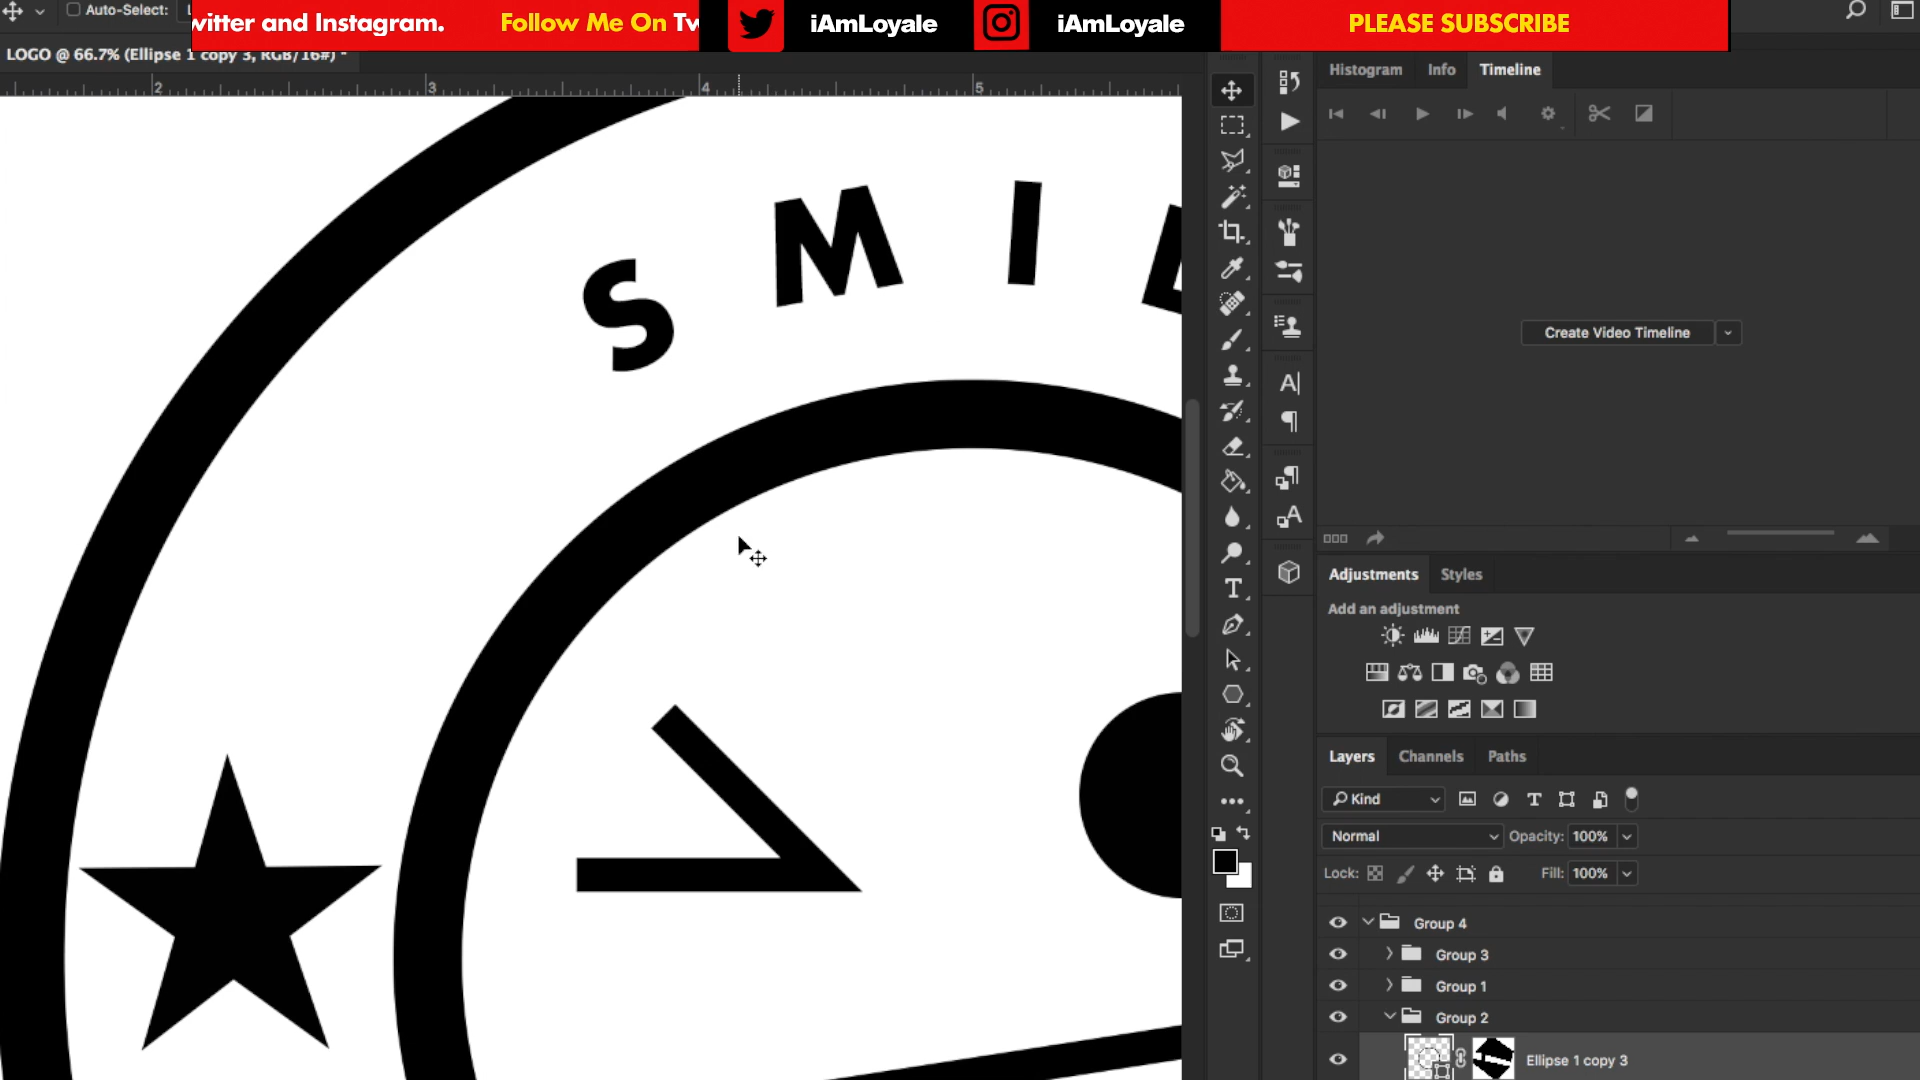 Auto-Select:
witter and Instagram. Follow Me On Tw
iAmLoyale
iAmLoyale
PLEASE SUBSCRIBE
LOGO @ 66.7% (Ellipse 1 copy 3, RGB/16#) *
Histogram Info Timeline
2 3 4 5
SMIL
Create Video Timeline
Adjustments Styles
Add an adjustment
Layers Channels Paths
Kind
Normal Opacity: 100%
Lock: Fill: 100%
Group 4
Group 3
Group 1
Group 2
Ellipse 1 copy 3